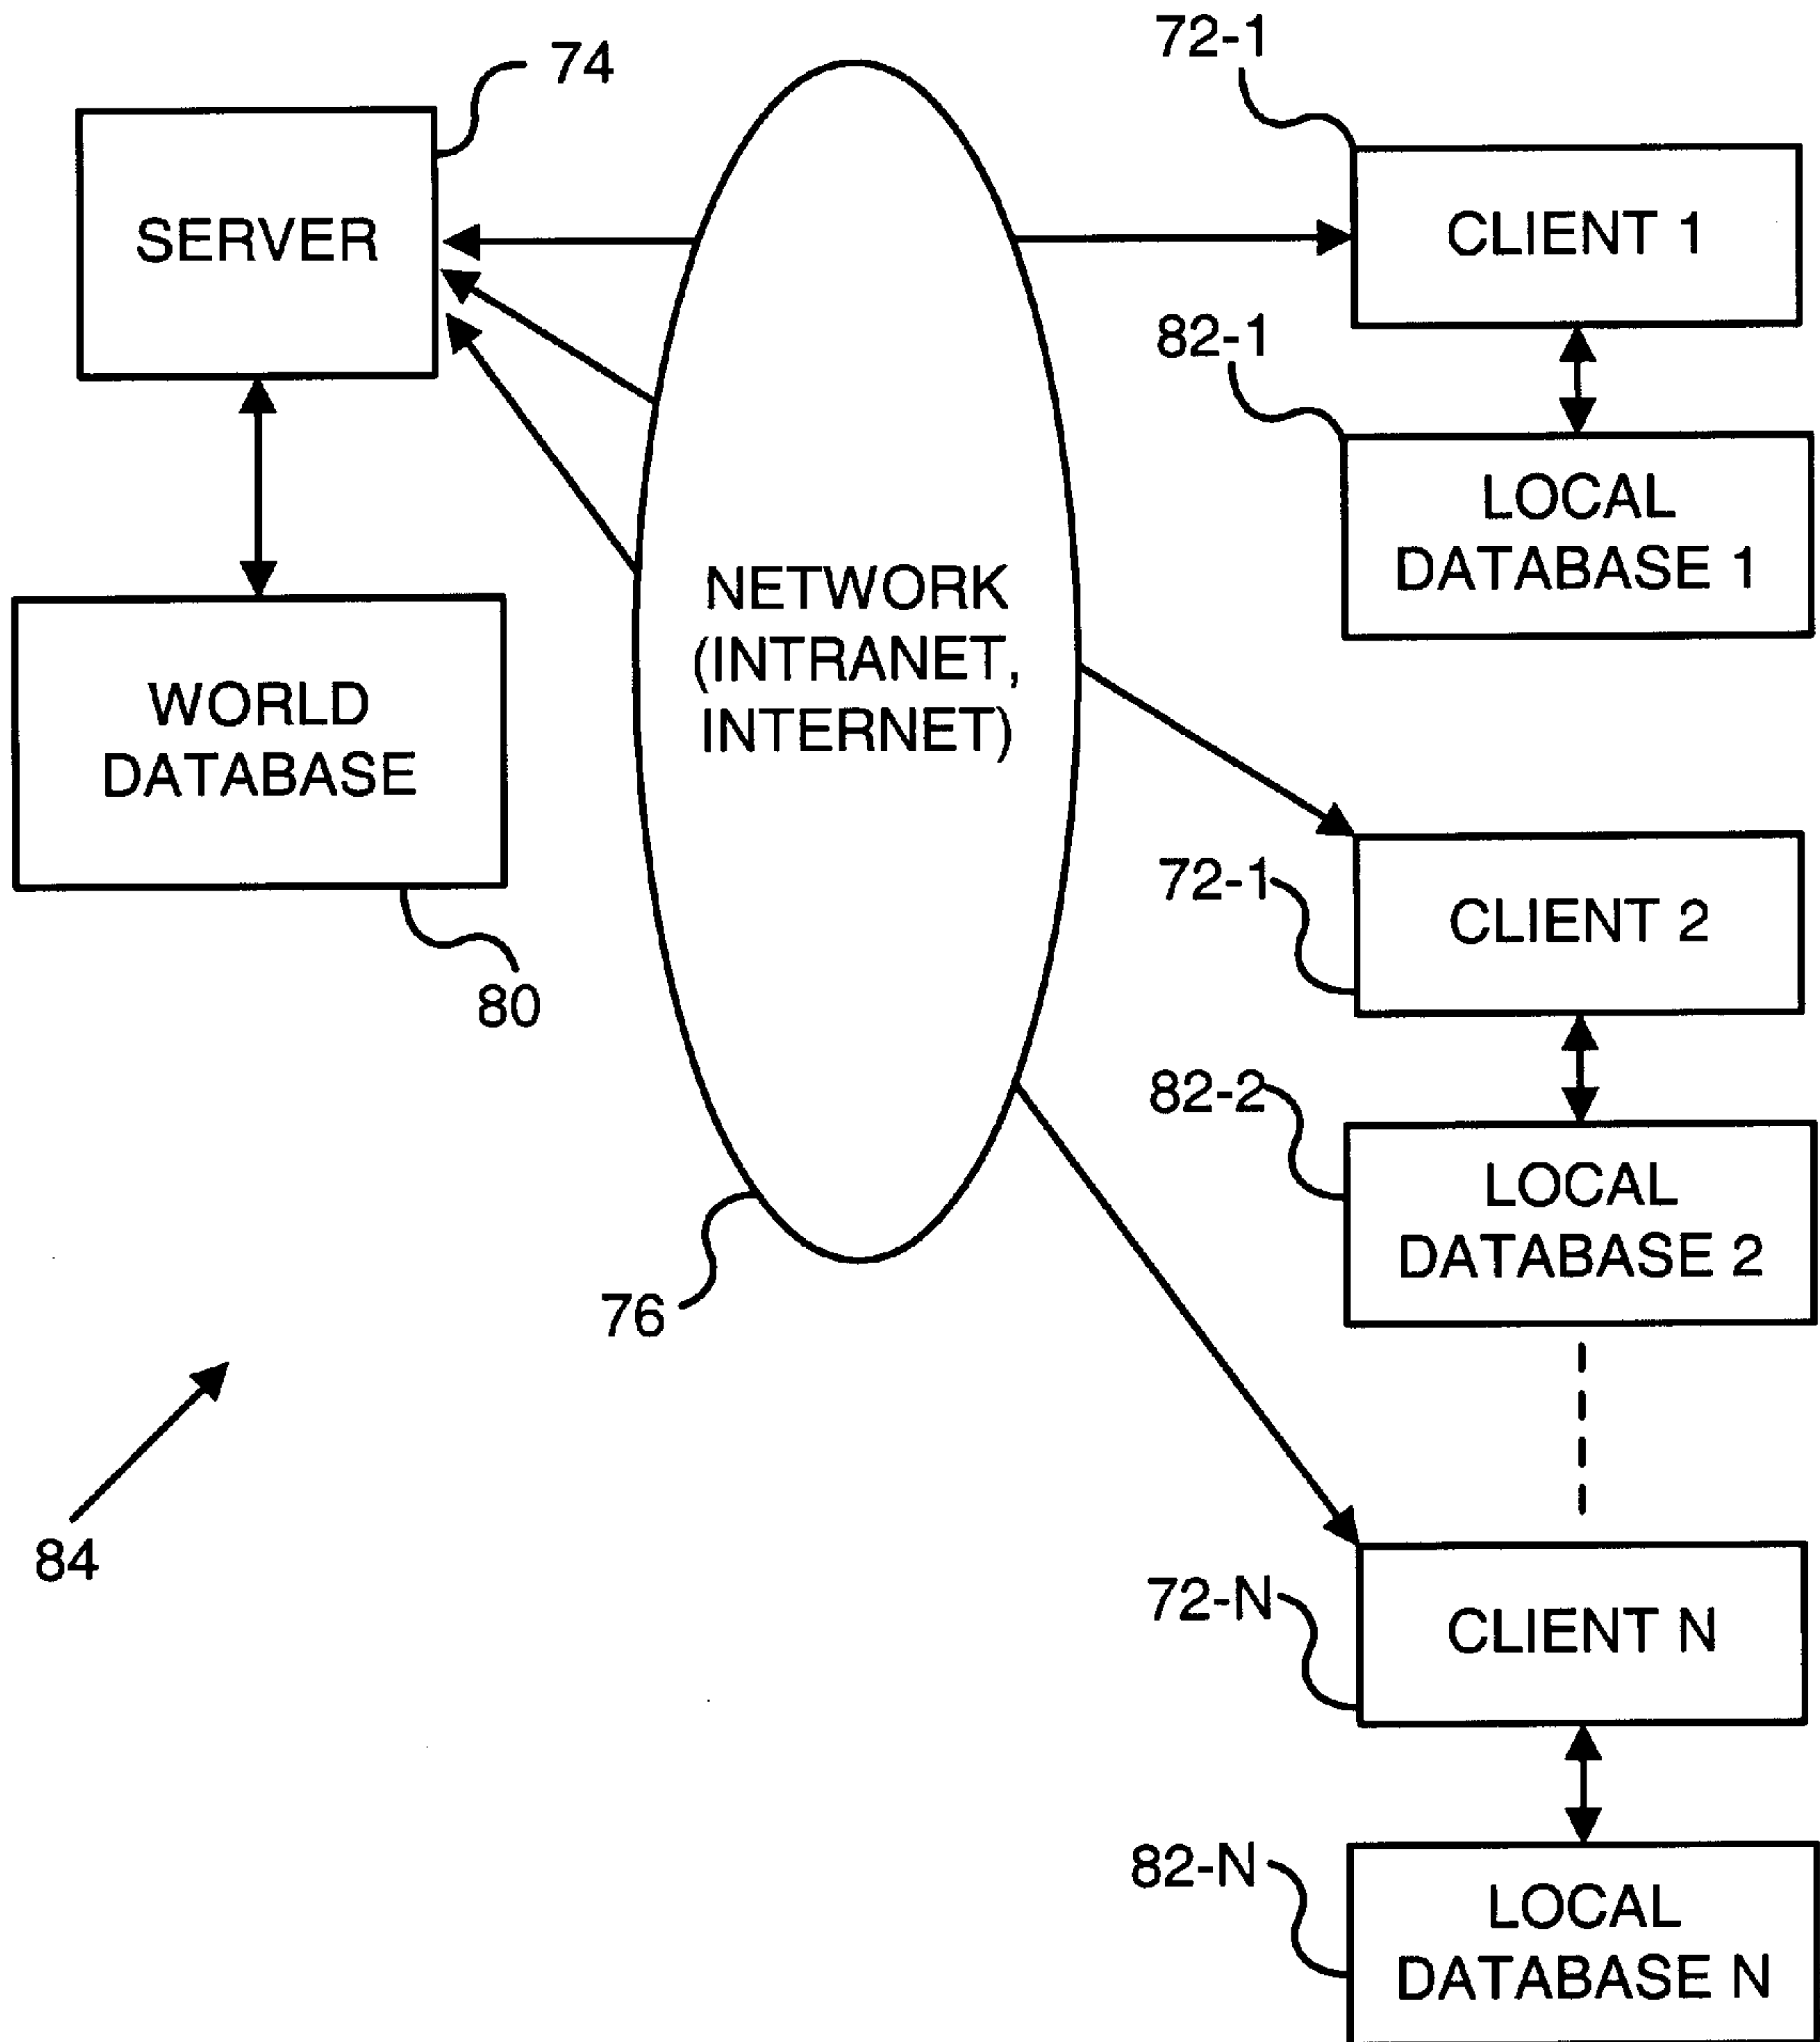 74
SERVER
WORLD
DATABASE
80
NETWORK
(INTRANET,
INTERNET)
76
84
72-1
CLIENT 1
82-1
LOCAL
DATABASE 1
72-1
CLIENT 2
82-2
LOCAL
DATABASE 2
72-N
CLIENT N
82-N
LOCAL
DATABASE N